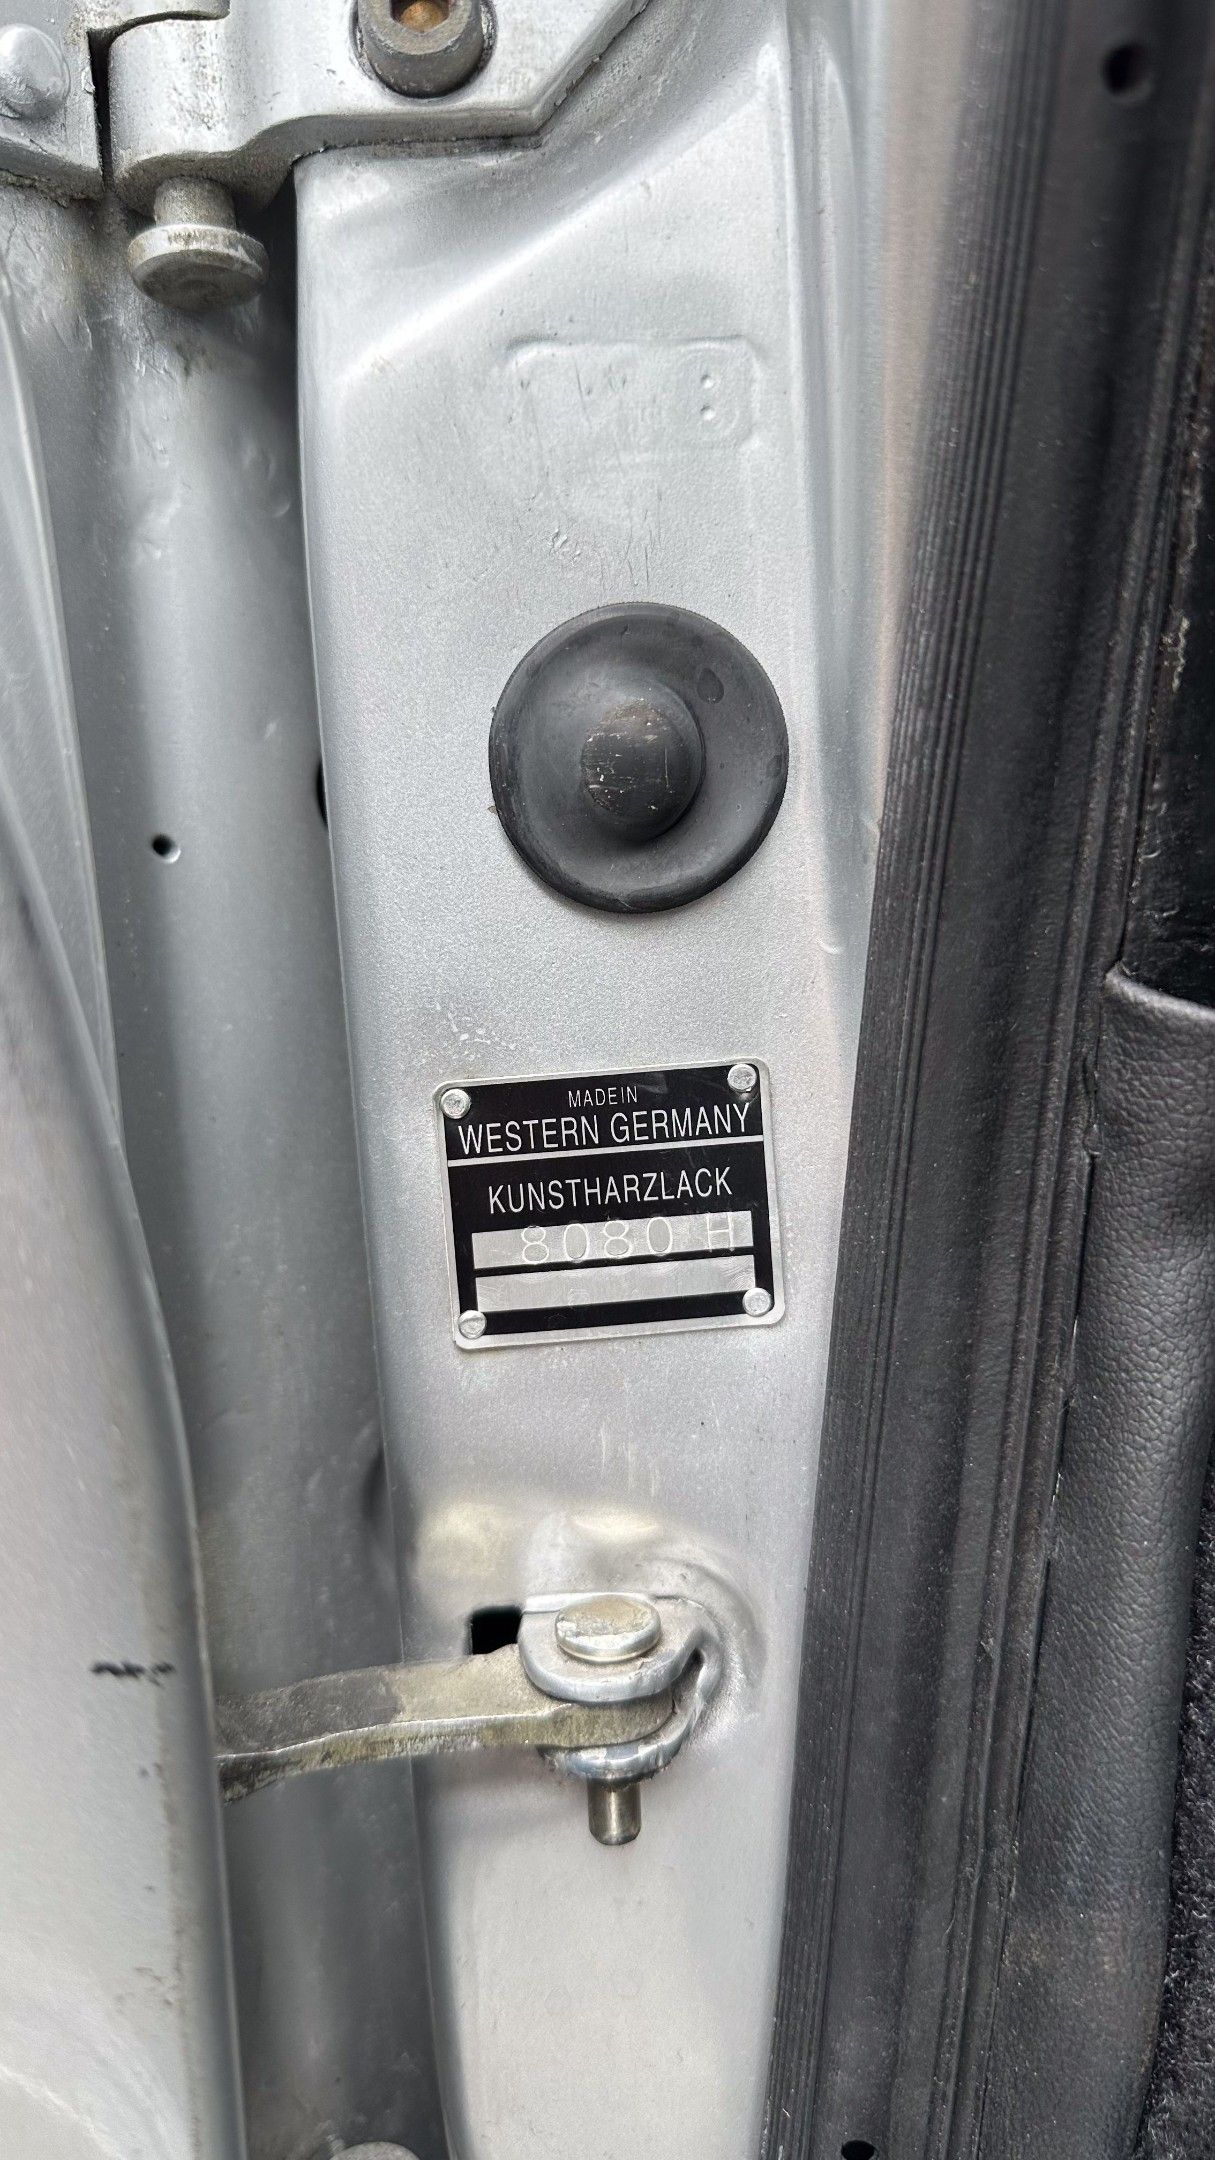 MADE IN
WESTERN GERMANY
KUNSTHARZLACK
8080 H